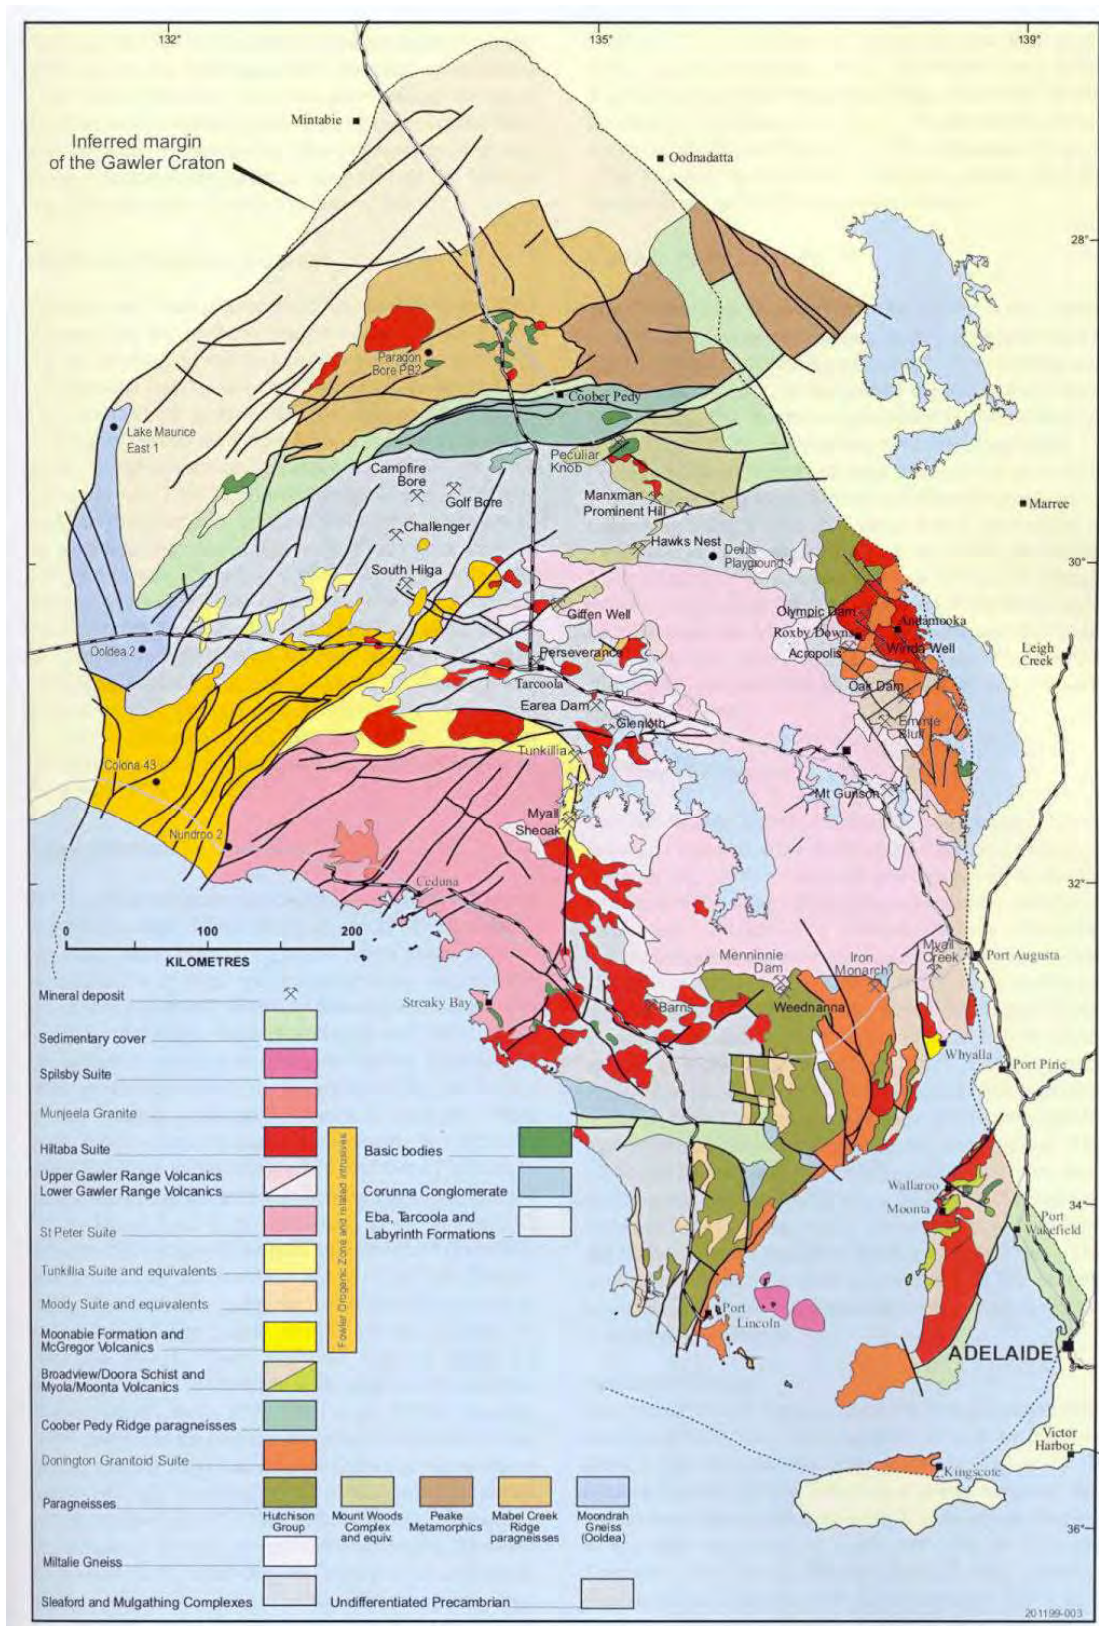 132°
135°
139°
Mintabie
Inferred margin
of the Gawler Craton
Oodnadatta
28°
Paragon
Bore PB2
Coober Pedy
Lake Maurice
East 1
Peculiar
Knob
Campfire
Bore
Golf Bore
Manxman
Prominent Hill
Marree
Challenger
Hawks Nest
Devils
Playground 1
30°
South Hilga
Giffen Well
Olympic Dam
Andamooka
Roxby Downs
Acropolis
Winda Well
Ooldea 2
Perseverance
Leigh
Creek
Tarcoola
Oak Dam
Earea Dam
Glenloth
Emmie
Bluff
Tunkillia
Colona 43
Mt Gunson
Myall
Sheoak
Nundroo 2
Ceduna
32°
0
100
200
KILOMETRES
Menninnie
Dam
Iron
Monarch
Myall
Creek
Port Augusta
Mineral deposit
Streaky Bay
Barns
Weednanna
Sedimentary cover
Whyalla
Port Pirie
Spilsby Suite
Munjeela Granite
Hiltaba Suite
Basic bodies
Upper Gawler Range Volcanics
Lower Gawler Range Volcanics
Corunna Conglomerate
Wallaroo
Moonta
34°
St Peter Suite
Eba, Tarcoola and
Labyrinth Formations
Port
Wakefield
Tunkillia Suite and equivalents
Fowler Orogenic Zone and related intrusives
Moody Suite and equivalents
Port
Lincoln
Moonabie Formation and
McGregor Volcanics
ADELAIDE
Broadview/Doora Schist and
Myola/Moonta Volcanics
Coober Pedy Ridge paragneisses
Victor
Harbor
Donington Granitoid Suite
Kingscote
Paragneisses
Hutchison
Group
Mount Woods
Complex
and equiv.
Peake
Metamorphics
Mabel Creek
Ridge
paragneisses
Moondrah
Gneiss
(Ooldea)
36°
Miltalie Gneiss
Sleaford and Mulgathing Complexes
Undifferentiated Precambrian
201199-003